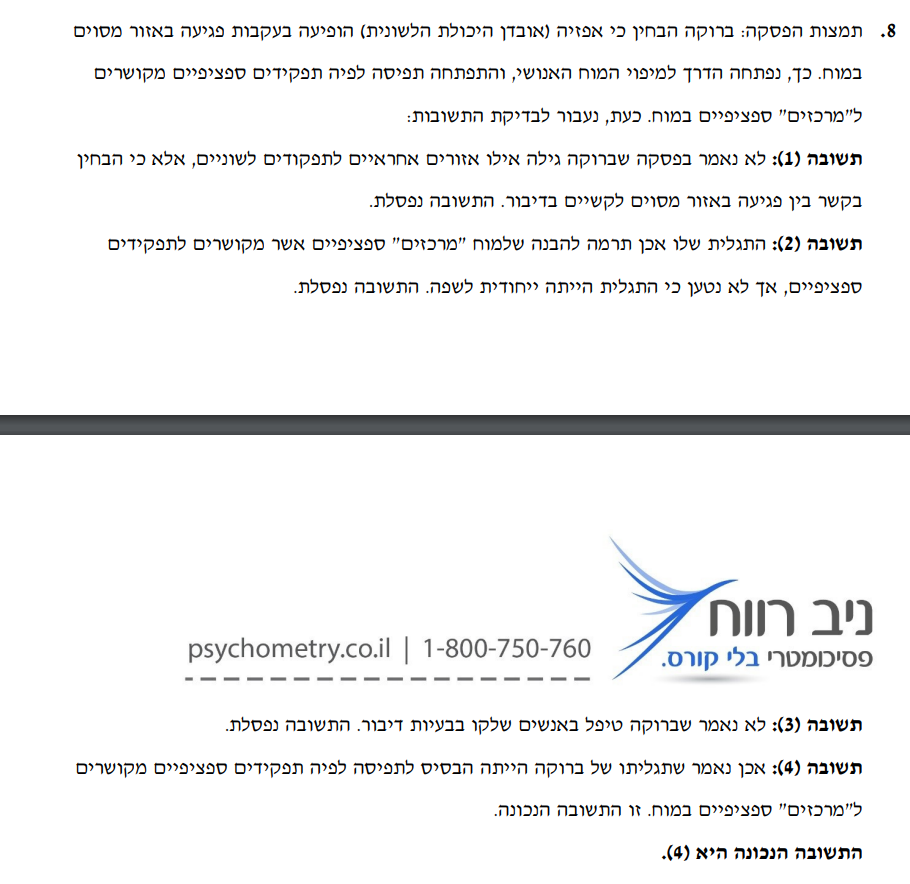 8. תמצות הפסקה: ברוקה הבחין כי אפזיה (אובדן היכולת הלשונית) הופיעה בעקבות פגיעה באזור מסוים
במוח. כך, נפתחה הדרך למיפוי המוח האנושי, והתפתחה תפיסה לפיה תפקידים ספציפיים מקושרים
ל"מרכזים" ספציפיים במוח. כעת, נעבור לבדיקת התשובות:
תשובה (1): לא נאמר בפסקה שברוקה גילה אילו אזורים אחראיים לתפקודים לשוניים, אלא כי הבחין
בקשר בין פגיעה באזור מסוים לקשיים בדיבור. התשובה נפסלת.
תשובה (2): התגלית שלו אכן תרמה להבנה שלמוח "מרכזים" ספציפיים אשר מקושרים לתפקידים
ספציפיים, אך לא נטען כי התגלית הייתה ייחודית לשפה. התשובה נפסלת.
ניב רווח
פסיכומטרי בלי קורס.
psychometry.co.il | 1-800-750-760
תשובה (3): לא נאמר שברוקה טיפל באנשים שלקו בבעיות דיבור. התשובה נפסלת.
תשובה (4): אכן נאמר שתגליתו של ברוקה הייתה הבסיס לתפיסה לפיה תפקידים ספציפיים מקושרים
ל"מרכזים" ספציפיים במוח. זו התשובה הנכונה.
התשובה הנכונה היא (4).